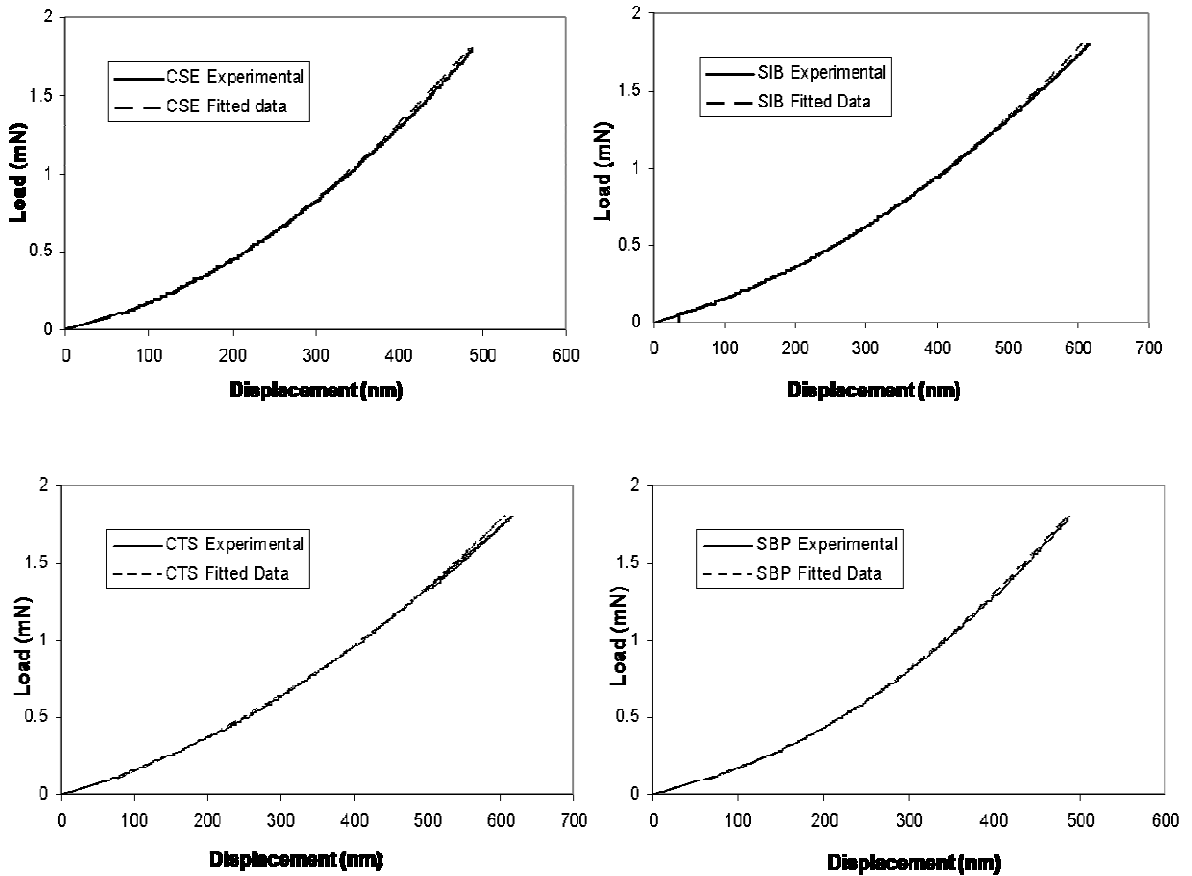 2
1.5
1
0.5
0
Load (mN)
CSE Experimental
CSE Fitted data
0 100 200 300 400 500 600
Displacement (nm)
2
1.5
1
0.5
0
Load (mN)
SIB Experimental
SIB Fitted Data
0 100 200 300 400 500 600 700
Displacement (nm)
2
1.5
1
0.5
0
Load (mN)
CTS Experimental
CTS Fitted Data
0 100 200 300 400 500 600 700
Displacement (nm)
2
1.5
1
0.5
0
Load (mN)
SBP Experimental
SBP Fitted Data
0 100 200 300 400 500 600
Displacement (nm)